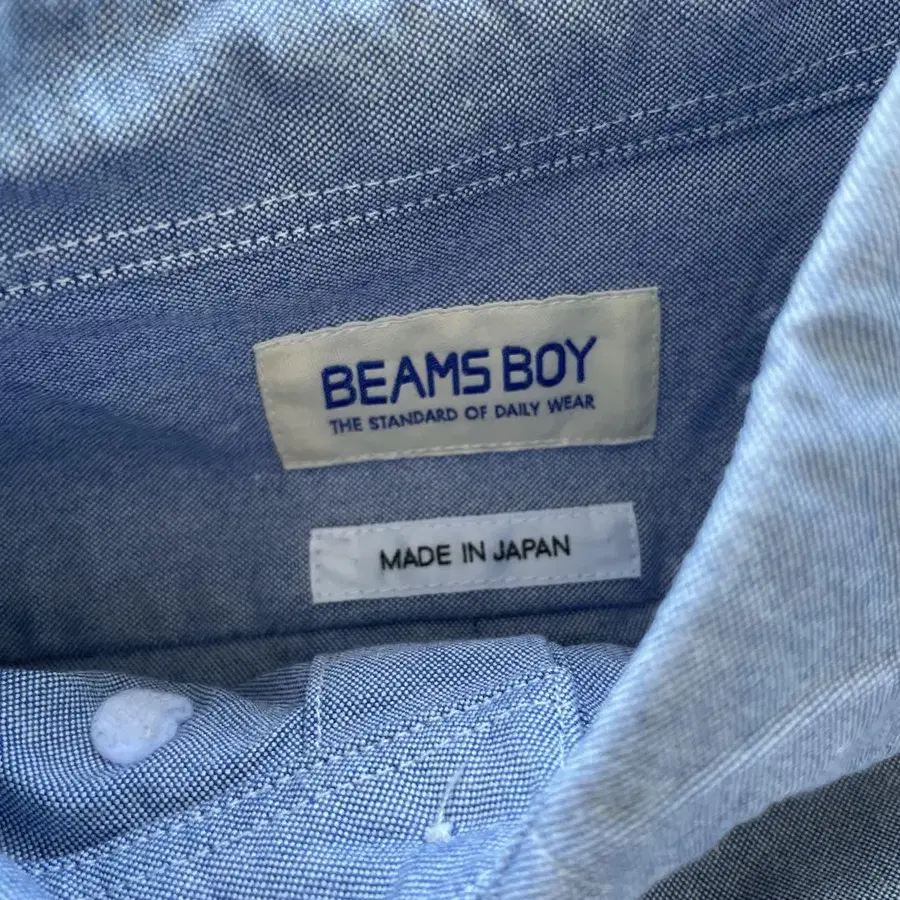 BEAMS BOY
THE STANDARD OF DAILY WEAR
MADE IN JAPAN